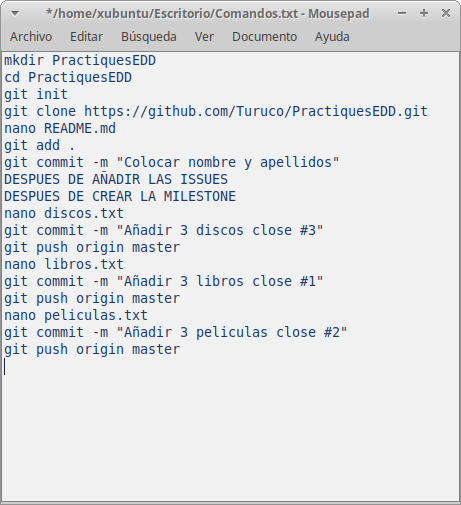 */home/xubuntu/Escritorio/Comandos.txt - Mousepad
Archivo Editar Búsqueda Ver Documento Ayuda
mkdir PractiquesEDD
cd PractiquesEDD
git init
git clone https://github.com/Turuco/PractiquesEDD.git
nano README.md
git add .
git commit -m "Colocar nombre y apellidos"
DESPUES DE AÑADIR LAS ISSUES
DESPUES DE CREAR LA MILESTONE
nano discos.txt
git commit -m "Añadir 3 discos close #3"
git push origin master
nano libros.txt
git commit -m "Añadir 3 libros close #1"
git push origin master
nano peliculas.txt
git commit -m "Añadir 3 peliculas close #2"
git push origin master